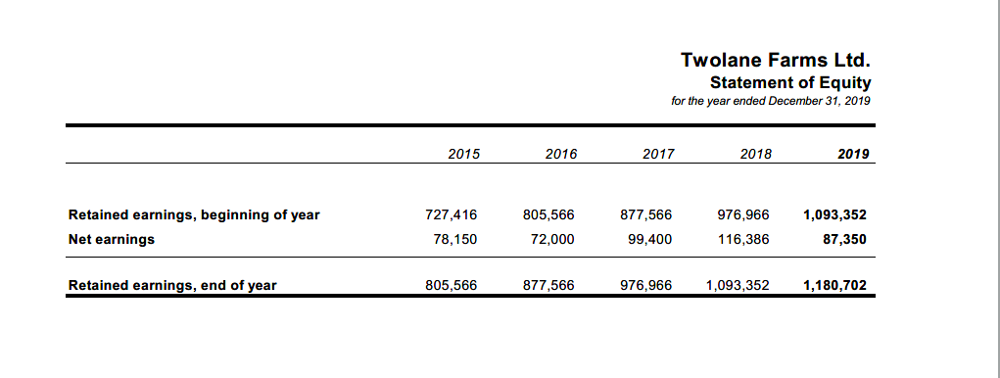 Twolane Farms Ltd.
Statement of Equity
for the year ended December 31, 2019
2015 2016 2017 2018 2019
Retained earnings, beginning of year 727,416 805,566 877,566 976,966 1,093,352
Net earnings 78,150 72,000 99,400 116,386 87,350
Retained earnings, end of year 805,566 877,566 976,966 1,093,352 1,180,702